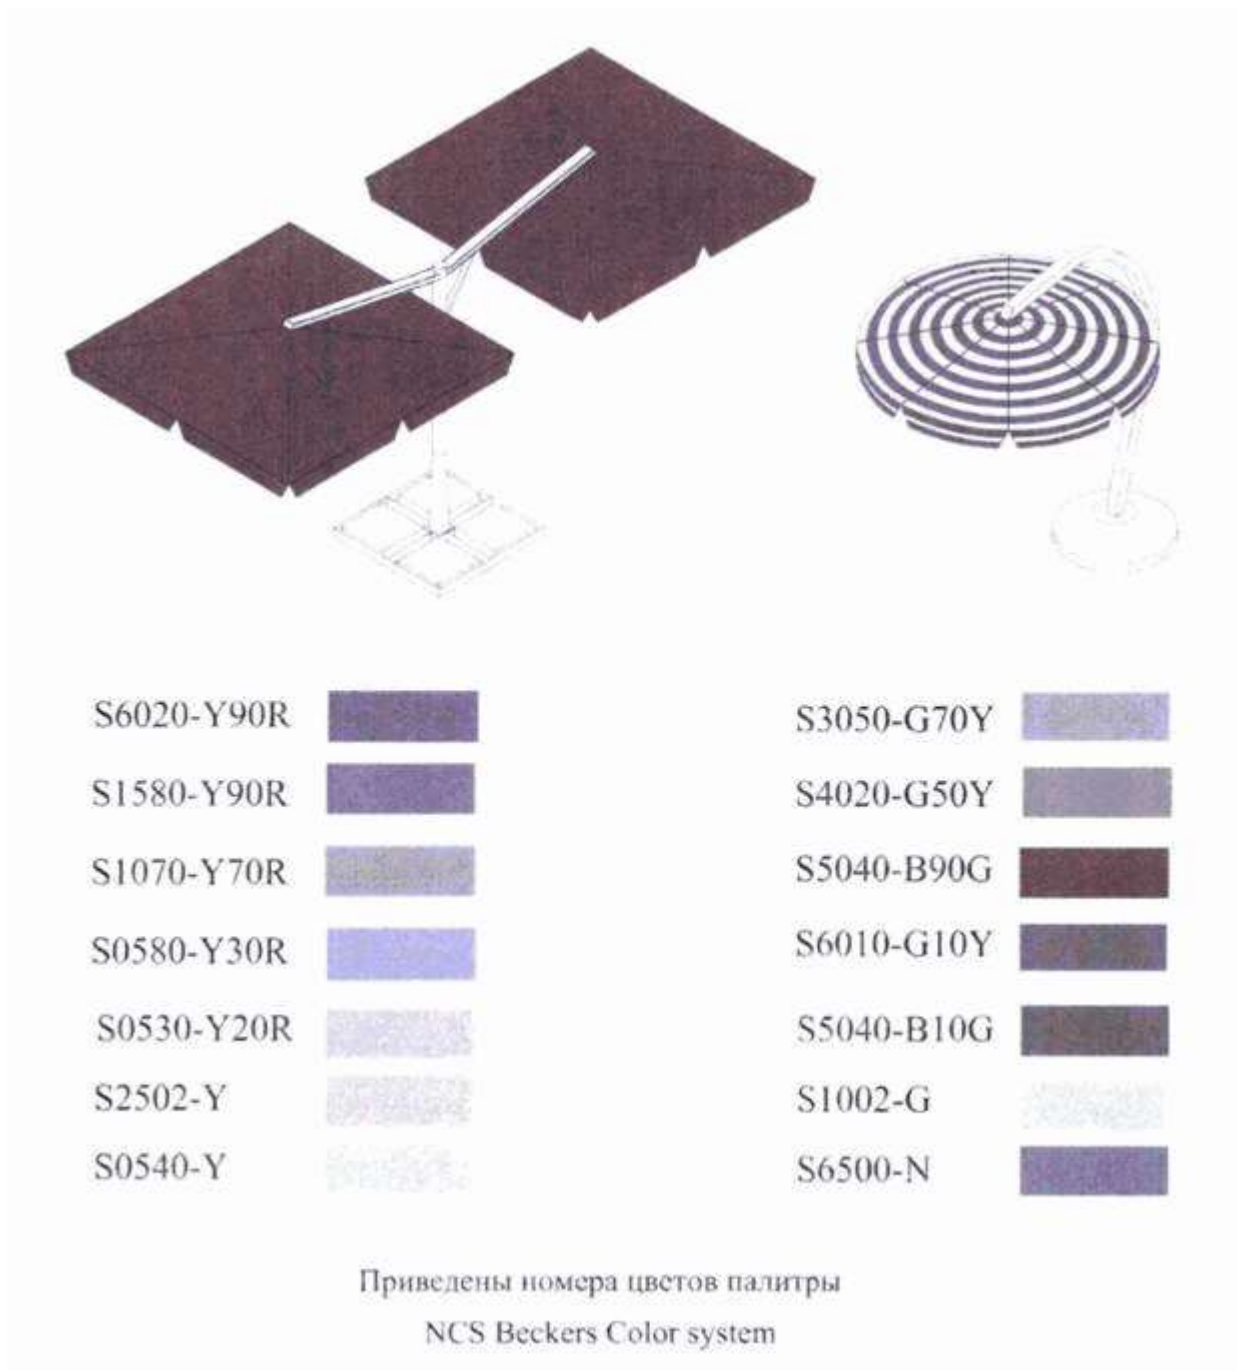 S6020-Y90R
S1580-Y90R
S1070-Y70R
S0580-Y30R
S0530-Y20R
S2502-Y
S0540-Y
S3050-G70Y
S4020-G50Y
S5040-B90G
S6010-G10Y
S5040-B10G
S1002-G
S6500-N
Приведены номера цветов палитры
NCS Beckers Color system